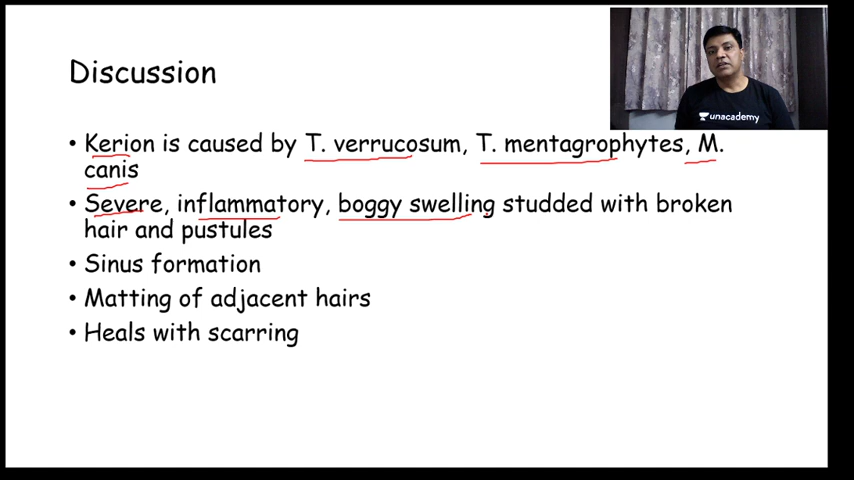 Discussion
unacademy
• Kerion is caused by T. verrucosum, T. mentagrophytes, M.
canis
• Severe, inflammatory, boggy swelling studded with broken
hair and pustules
• Sinus formation
• Matting of adjacent hairs
• Heals with scarring